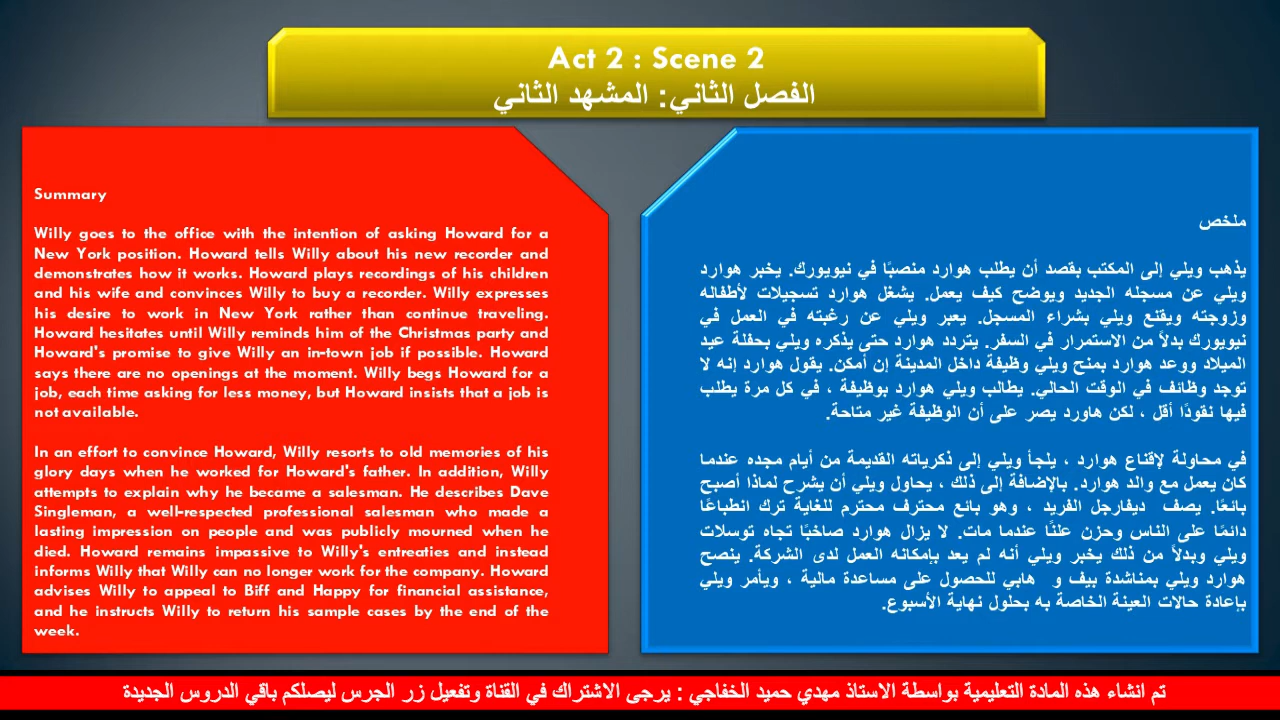 Act 2 : Scene 2
الفصل الثاني: المشهد الثاني
Summary
Willy goes to the office with the intention of asking Howard for a
New York position. Howard tells Willy about his new recorder and
demonstrates how it works. Howard plays recordings of his children
and his wife and convinces Willy to buy a recorder. Willy expresses
his desire to work in New York rather than continue traveling.
Howard hesitates until Willy reminds him of the Christmas party and
Howard's promise to give Willy an in-town job if possible. Howard
says there are no openings at the moment. Willy begs Howard for a
job, each time asking for less money, but Howard insists that a job is
not available.
In an effort to convince Howard, Willy resorts to old memories of his
glory days when he worked for Howard's father. In addition, Willy
attempts to explain why he became a salesman. He describes Dave
Singleman, a well-respected professional salesman who made a
lasting impression on people and was publicly mourned when he
died. Howard remains impassive to Willy's entreaties and instead
informs Willy that Willy can no longer work for the company. Howard
advises Willy to appeal to Biff and Happy for financial assistance,
and he instructs Willy to return his sample cases by the end of the
week.
ملخص
يذهب ويلي إلى المكتب بقصد أن يطلب هوارد منصبًا في نيويورك. يخبر هوارد
ويلي عن مسجله الجديد ويوضح كيف يعمل. يشغل هوارد تسجيلات لأطفاله
وزوجته ويقنع ويلي بشراء المسجل. يعبر ويلي عن رغبته في العمل في
نيويورك بدلاً من الاستمرار في السفر. يتردد هوارد حتى يذكره ويلي بحفلة عيد
الميلاد ووعد هوارد بمنح ويلي وظيفة داخل المدينة إن أمكن. يقول هوارد إنه لا
توجد وظائف في الوقت الحالي. يطالب ويلي هوارد بوظيفة ، في كل مرة يطلب
فيها نقودًا أقل ، لكن هاورد يصر على أن الوظيفة غير متاحة.
في محاولة لإقناع هوارد ، يلجأ ويلي إلى ذكرياته القديمة من أيام مجده عندما
كان يعمل مع والد هوارد. بالإضافة إلى ذلك ، يحاول ويلي أن يشرح لماذا أصبح
بائعًا. يصف ديفارجل الفريد ، وهو بائع محترف محترم للغاية ترك انطباعًا
دائمًا على الناس وحزن علنًا عندما مات. لا يزال هوارد صاخبًا تجاه توسلات
ويلي وبدلاً من ذلك يخبر ويلي أنه لم يعد بإمكانه العمل لدى الشركة. ينصح
هوارد ويلي بمناشدة بيف و هابي للحصول على مساعدة مالية ، ويأمر ويلي
بإعادة حالات العينة الخاصة به بحلول نهاية الأسبوع.
تم انشاء هذه المادة التعليمية بواسطة الاستاذ مهدي حميد الخفاجي : يرجى الاشتراك في القناة وتفعيل زر الجرس ليصلكم باقي الدروس الجديدة